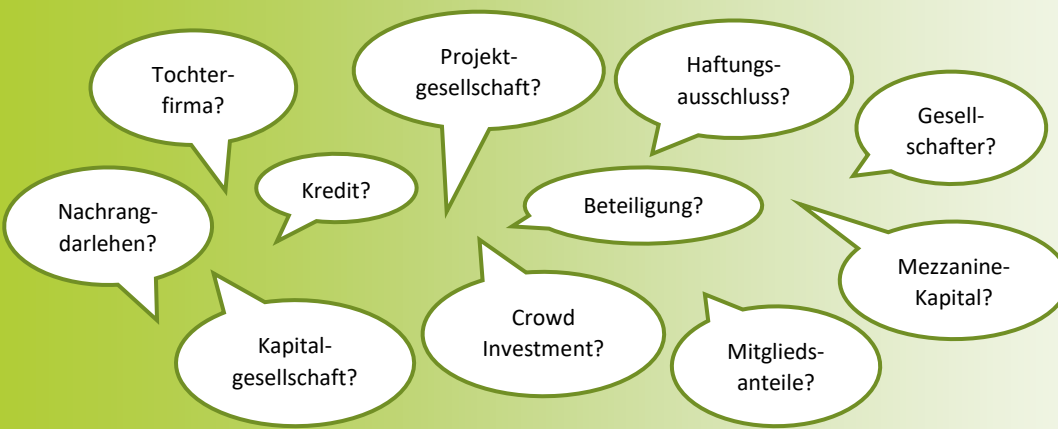 Tochter-
firma?
Projekt-
gesellschaft?
Haftungs-
ausschluss?
Gesell-
schafter?
Nachrang-
darlehen?
Kredit?
Beteiligung?
Mezzanine-
Kapital?
Kapital-
gesellschaft?
Crowd
Investment?
Mitglieds-
anteile?